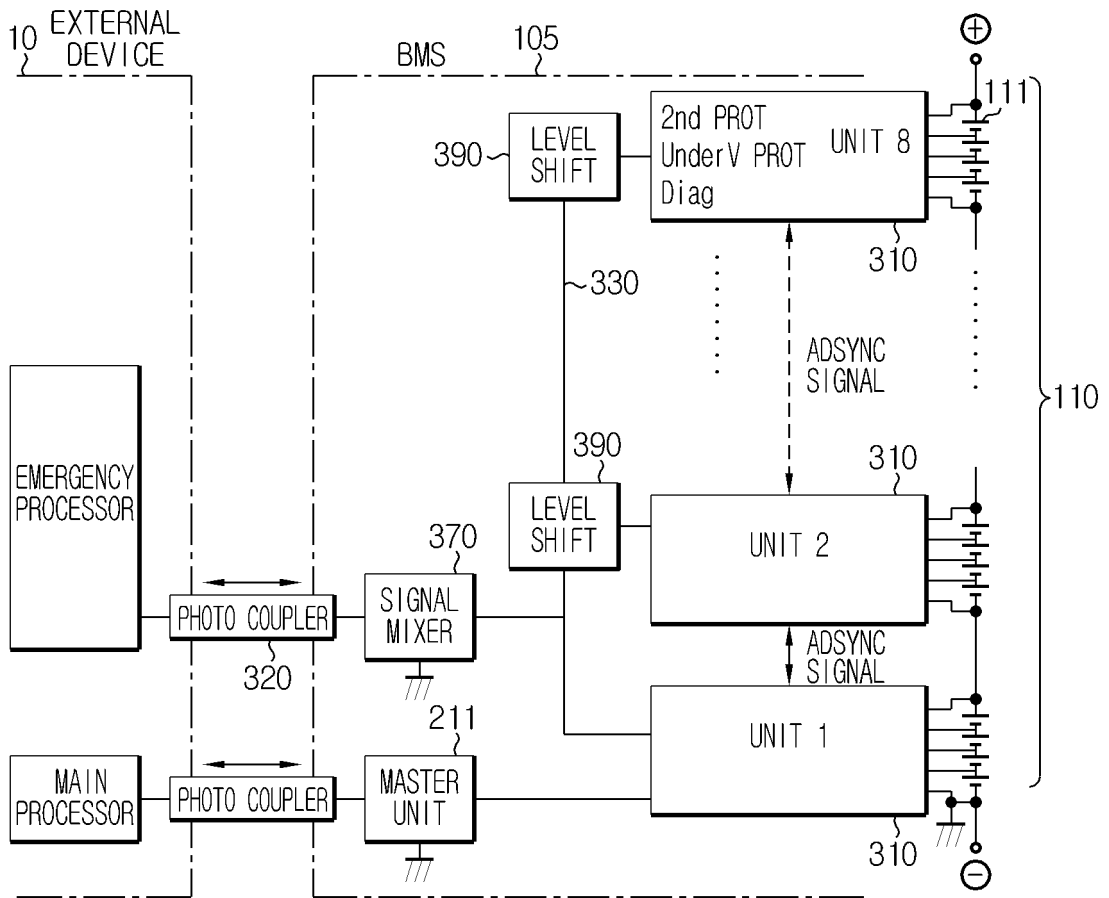 10
EXTERNAL
DEVICE
BMS
105
+
111
390
LEVEL
SHIFT
2nd PROT
UnderV PROT
Diag
UNIT 8
310
330
ADSYNC
SIGNAL
110
EMERGENCY
PROCESSOR
390
LEVEL
SHIFT
310
UNIT 2
370
SIGNAL
MIXER
PHOTO COUPLER
320
ADSYNC
SIGNAL
211
UNIT 1
MAIN
PROCESSOR
PHOTO COUPLER
MASTER
UNIT
310
−